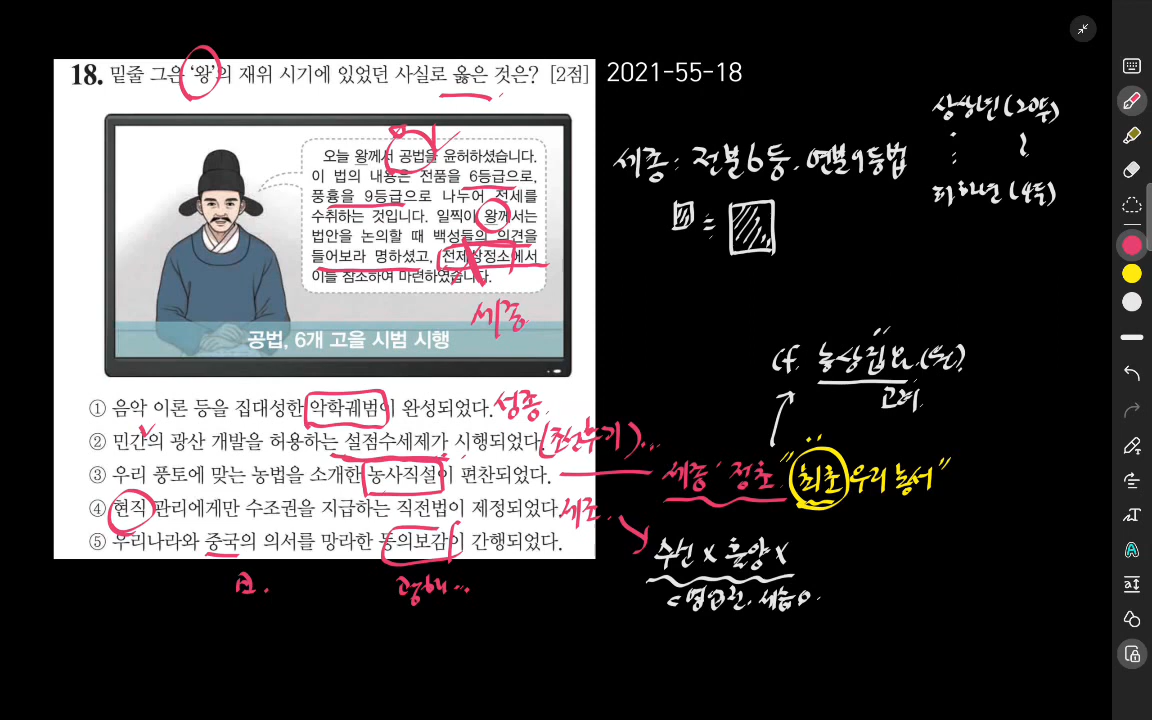 18. 밑줄 그은 '왕'의 재위 시기에 있었던 사실로 옳은 것은? [2점]
2021-55-18
오늘 왕께서 공법을 윤허하셨습니다.
이 법의 내용은 전품을 6등급으로,
풍흉을 9등급으로 나누어 전세를
수취하는 것입니다. 일찍이 왕께서는
법안을 논의할 때 백성들의 의견을
들어보라 명하셨고, 전제상정소에서
이를 참조하여 마련하였습니다.
세종
공법, 6개 고을 시범 시행
세종: 전분6등. 연분9등법
상상년(20두)
하하년(4두)
① 음악 이론 등을 집대성한 악학궤범이 완성되었다. 성종
② 민간의 광산 개발을 허용하는 설점수세제가 시행되었다.
③ 우리 풍토에 맞는 농법을 소개한 농사직설이 편찬되었다.
④ 현직 관리에게만 수조권을 지급하는 직전법이 제정되었다. 세조.
⑤ 우리나라와 중국의 의서를 망라한 동의보감이 간행되었다.
광해...
cf. 농상집요.(원)
고려.
세종 정초 "최초 우리 농서"
수신x 휼양x